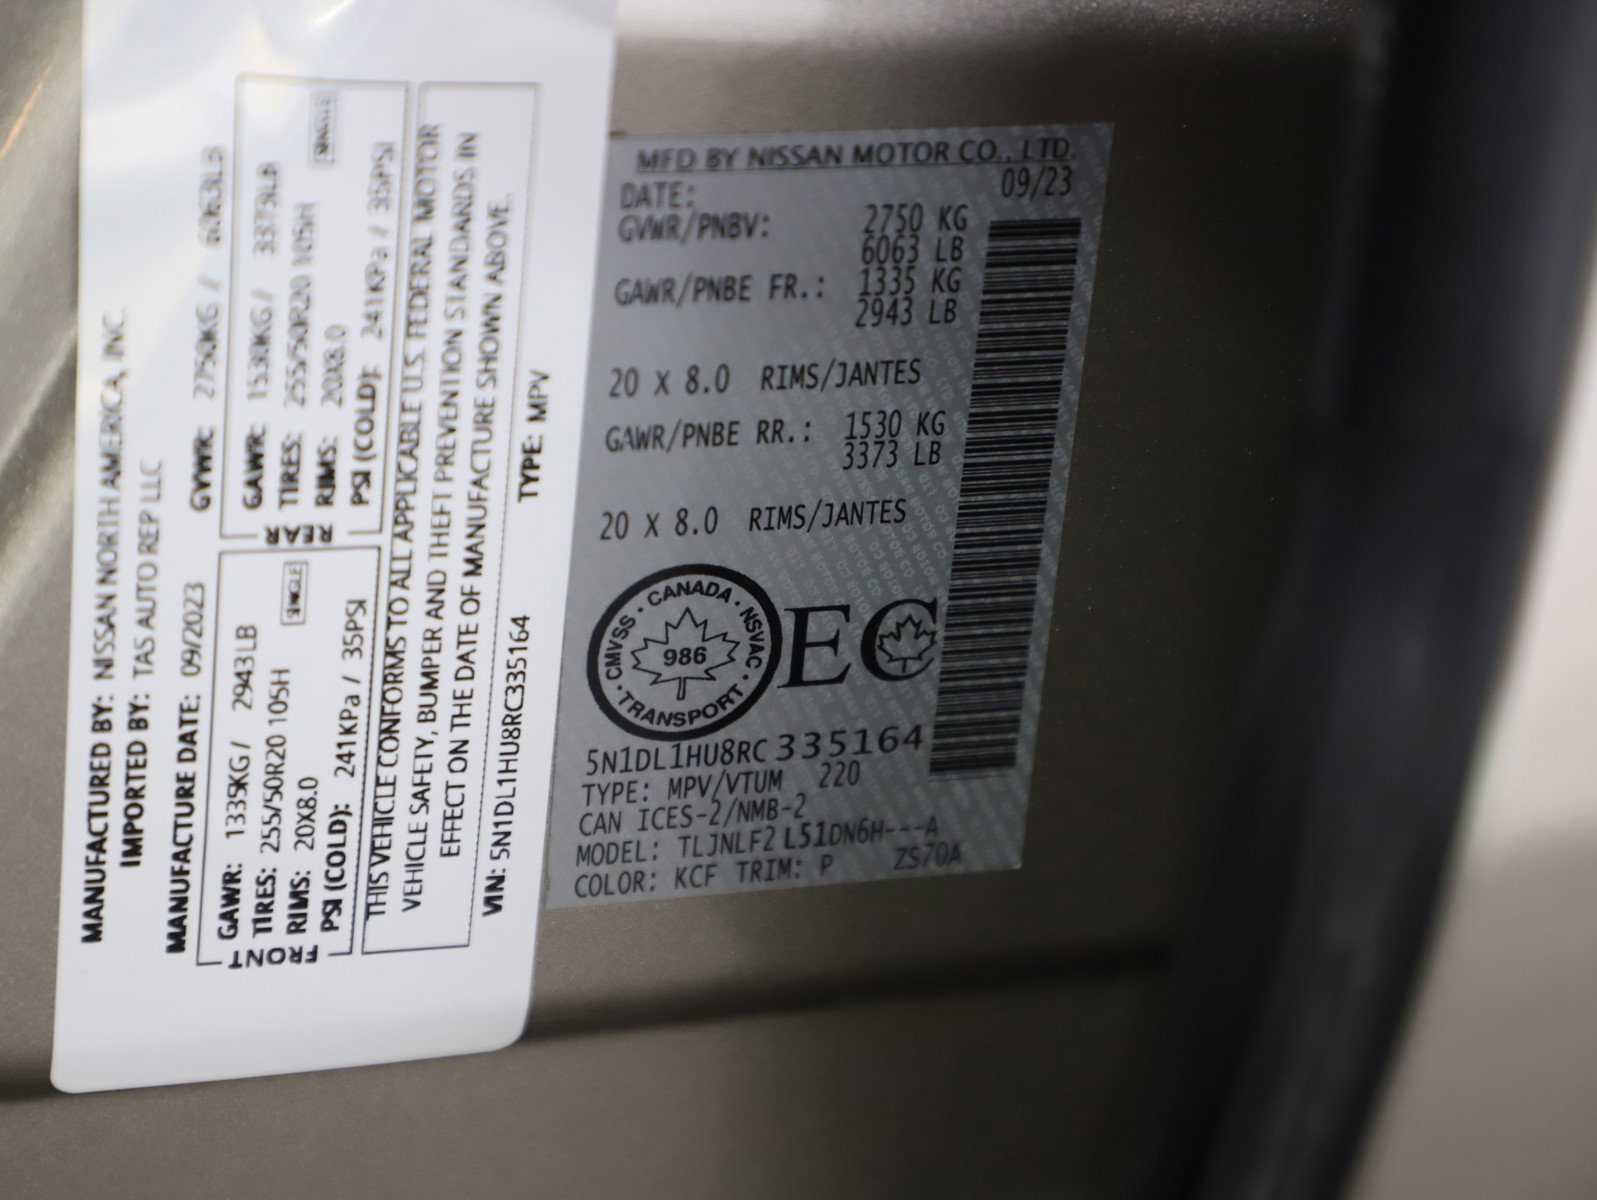 MANUFACTURED BY: NISSAN NORTH AMERICA, INC.
IMPORTED BY: TAS AUTO REP LLC
MANUFACTURE DATE: 09/2023 GVWR: 2750KG / 6063LB
FRONT
GAWR: 1335KG / 2943LB
TIRES: 255/50R20 105H
RIMS: 20X8.0 SINGLE
PSI (COLD): 241KPa / 35PSI
REAR
GAWR: 1530KG / 3373LB
TIRES: 255/50R20 105H
RIMS: 20X8.0 SINGLE
PSI (COLD): 241KPa / 35PSI
THIS VEHICLE CONFORMS TO ALL APPLICABLE U.S. FEDERAL MOTOR
VEHICLE SAFETY, BUMPER AND THEFT PREVENTION STANDARDS IN
EFFECT ON THE DATE OF MANUFACTURE SHOWN ABOVE.
VIN: 5N1DL1HU8RC335164 TYPE: MPV
MFD BY NISSAN MOTOR CO., LTD.
DATE: 09/23
GVWR/PNBV: 2750 KG
6063 LB
GAWR/PNBE FR.: 1335 KG
2943 LB
20 X 8.0 RIMS/JANTES
GAWR/PNBE RR.: 1530 KG
3373 LB
20 X 8.0 RIMS/JANTES
CMVSS · CANADA · NSVAC · TRANSPORT ·
986
EC
5N1DL1HU8RC335164
TYPE: MPV/VTUM 220
CAN ICES-2/NMB-2
MODEL: TLJNLF2 L51DN6H---A
COLOR: KCF TRIM: P ZS70A